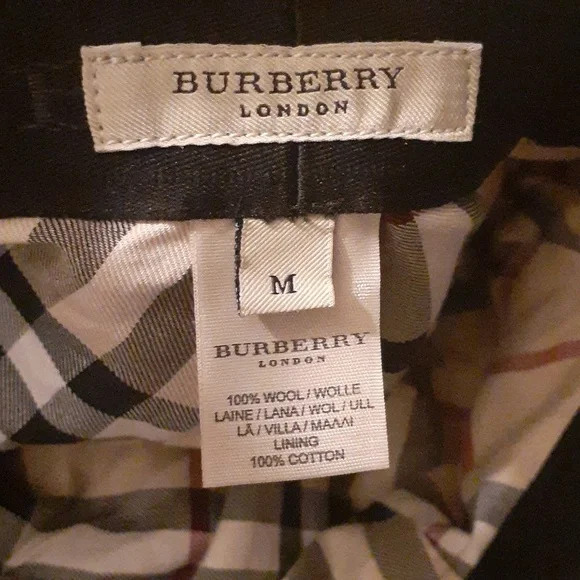 BURBERRY
LONDON
M
BURBERRY
LONDON
100% WOOL / WOLLE
LAINE / LANA / WOL / ULL
LÃ / VILLA / ΜΑΛΛΙ
LINING
100% COTTON